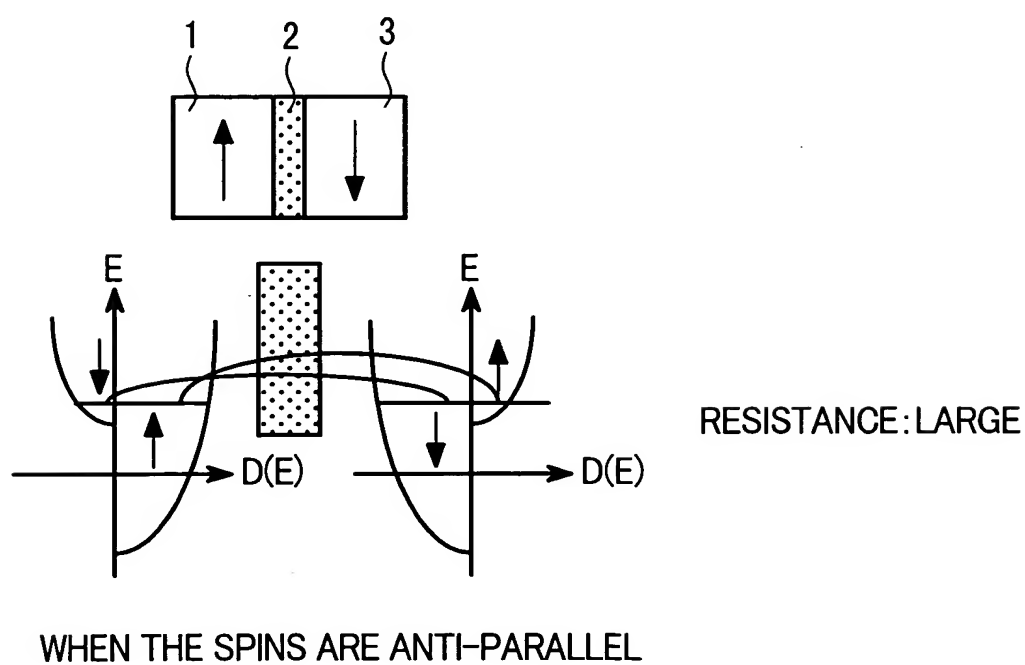 1 2 3
E E
D(E) D(E)
RESISTANCE: LARGE
WHEN THE SPINS ARE ANTI-PARALLEL